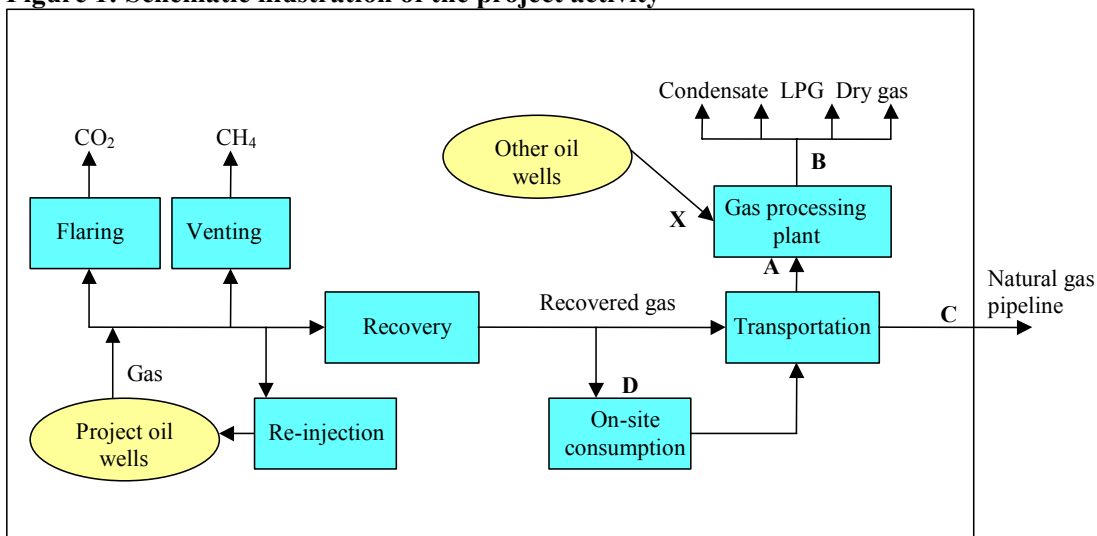 Figure 1: Schematic illustration of the project activity
Condensate LPG Dry gas
CO2
CH4
Other oil
wells
B
Flaring
Venting
X
Gas processing
plant
A
Natural gas
pipeline
Recovered gas
Recovery
Transportation
C
Gas
D
Project oil
wells
Re-injection
On-site
consumption